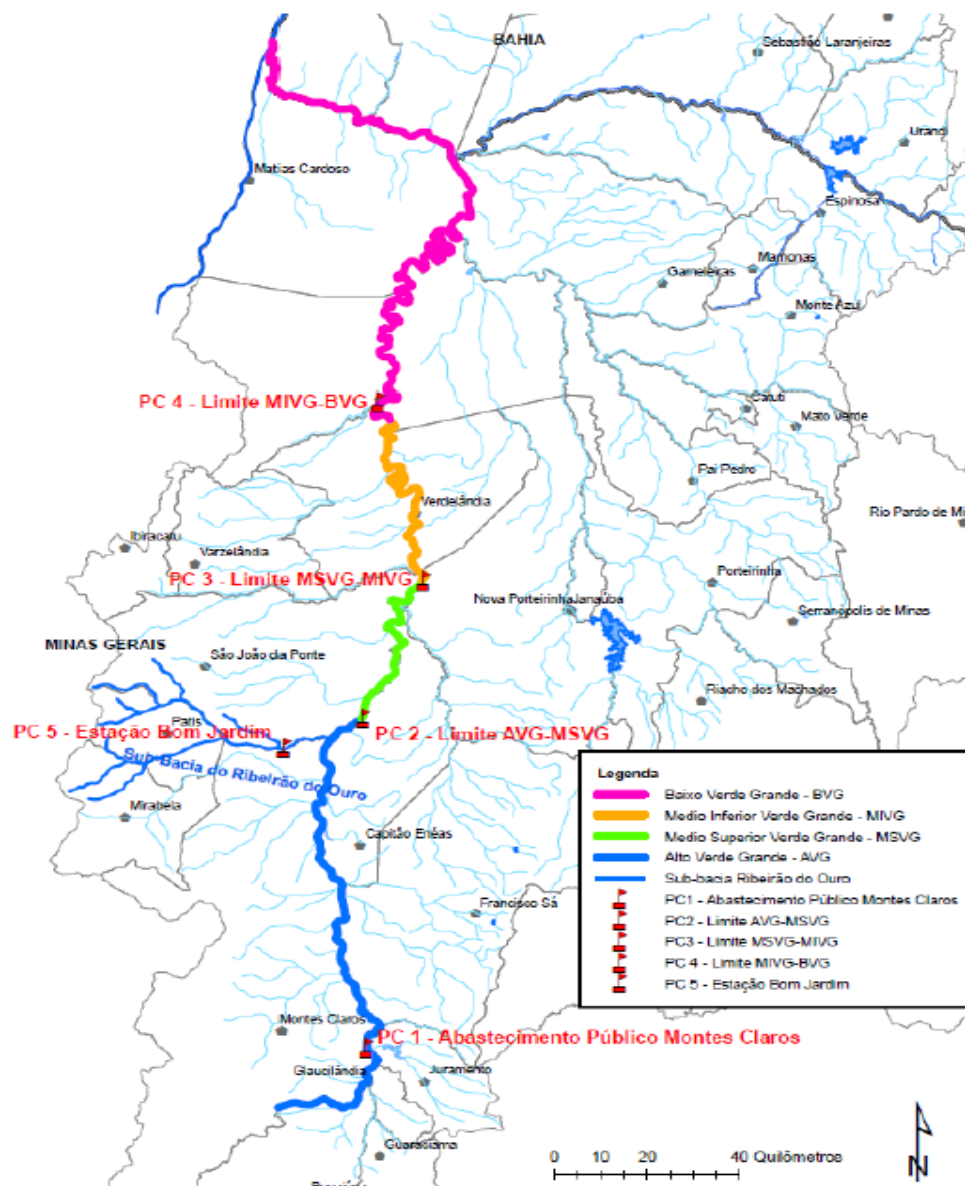 BAHIA
Sebastião Laranjeiras
Urandi
Matias Cardoso
Espinosa
Mamonas
Gameleiras
Monte Azul
PC 4 - Limite MIVG-BVG
Catuti
Mato Verde
Pai Pedro
Verdelândia
Rio Pardo de Mi
Ibiracatu
Varzelândia
PC 3 - Limite MSVG-MIVG
Porteirinha
Nova Porteirinha
Janaúba
Serranópolis de Minas
MINAS GERAIS
São João da Ponte
Riacho dos Machados
Patis
PC 5 - Estação Bom Jardim
PC 2 - Limite AVG-MSVG
Sub-Bacia do Ribeirão do Ouro
Mirabela
Capitão Enéas
Francisco Sá
Legenda
Baixo Verde Grande - BVG
Medio Inferior Verde Grande - MIVG
Medio Superior Verde Grande - MSVG
Alto Verde Grande - AVG
Sub-bacia Ribeirão do Ouro
PC1 - Abastecimento Público Montes Claros
PC2 - Limite AVG-MSVG
PC3 - Limite MSVG-MIVG
PC 4 - Limite MIVG-BVG
PC 5 - Estação Bom Jardim
Montes Claros
PC 1 - Abastecimento Público Montes Claros
Glaucilândia
Juramento
Guaraciama
0 5 10 20 30 40 Quilômetros
N